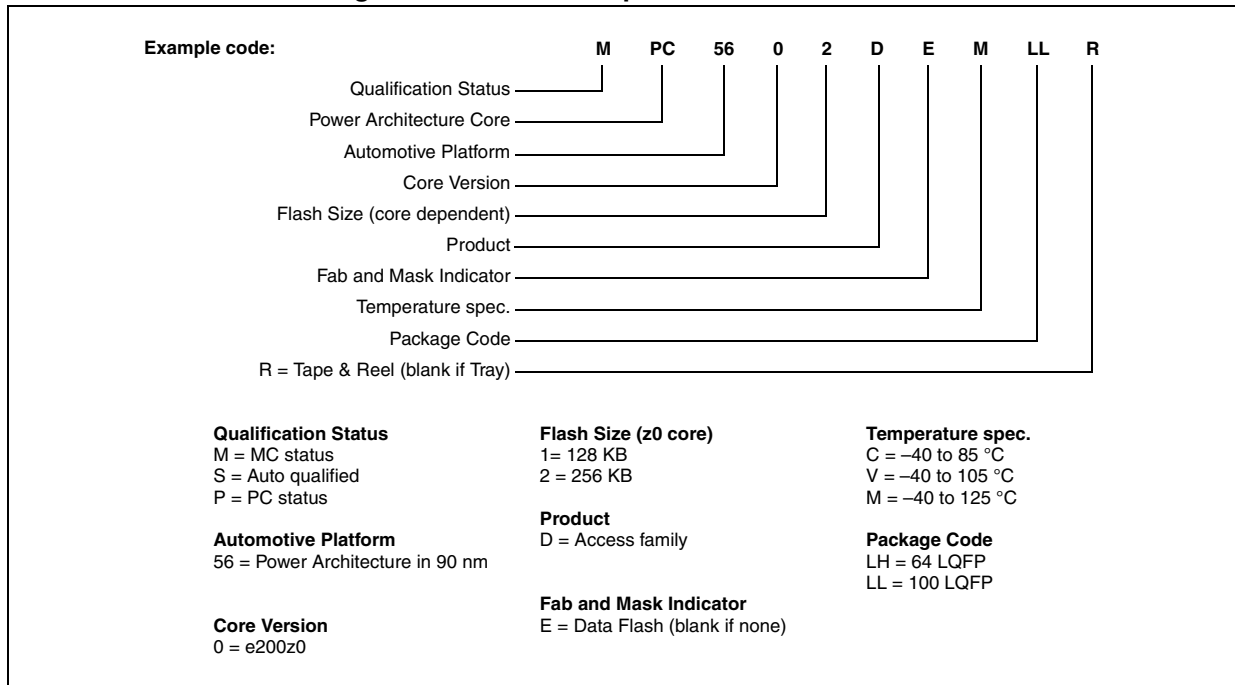 Example code: M PC 56 0 2 D E M LL R
Qualification Status
Power Architecture Core
Automotive Platform
Core Version
Flash Size (core dependent)
Product
Fab and Mask Indicator
Temperature spec.
Package Code
R = Tape & Reel (blank if Tray)
Qualification Status
M = MC status
S = Auto qualified
P = PC status
Automotive Platform
56 = Power Architecture in 90 nm
Core Version
0 = e200z0
Flash Size (z0 core)
1= 128 KB
2 = 256 KB
Product
D = Access family
Fab and Mask Indicator
E = Data Flash (blank if none)
Temperature spec.
C = –40 to 85 °C
V = –40 to 105 °C
M = –40 to 125 °C
Package Code
LH = 64 LQFP
LL = 100 LQFP